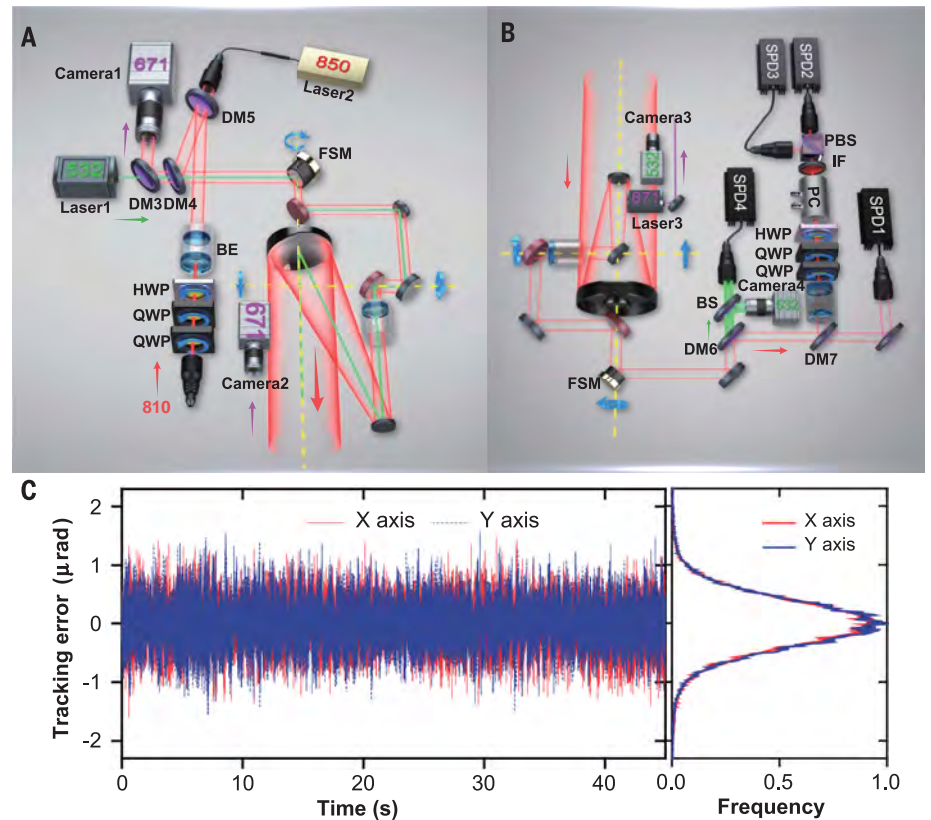 A
Camera1
671
850
Laser2
DM5
FSM
532
Laser1
DM3
DM4
BE
HWP
QWP
QWP
671
Camera2
810
B
SPD3
SPD2
Camera3
532
671
Laser3
PBS
IF
SPD4
PC
SPD1
HWP
QWP
QWP
Camera4
BS
532
DM6
DM7
FSM
C
2
1
0
-1
-2
Tracking error (μrad)
X axis
Y axis
0
10
20
30
40
Time (s)
X axis
Y axis
0.0
0.5
1.0
Frequency